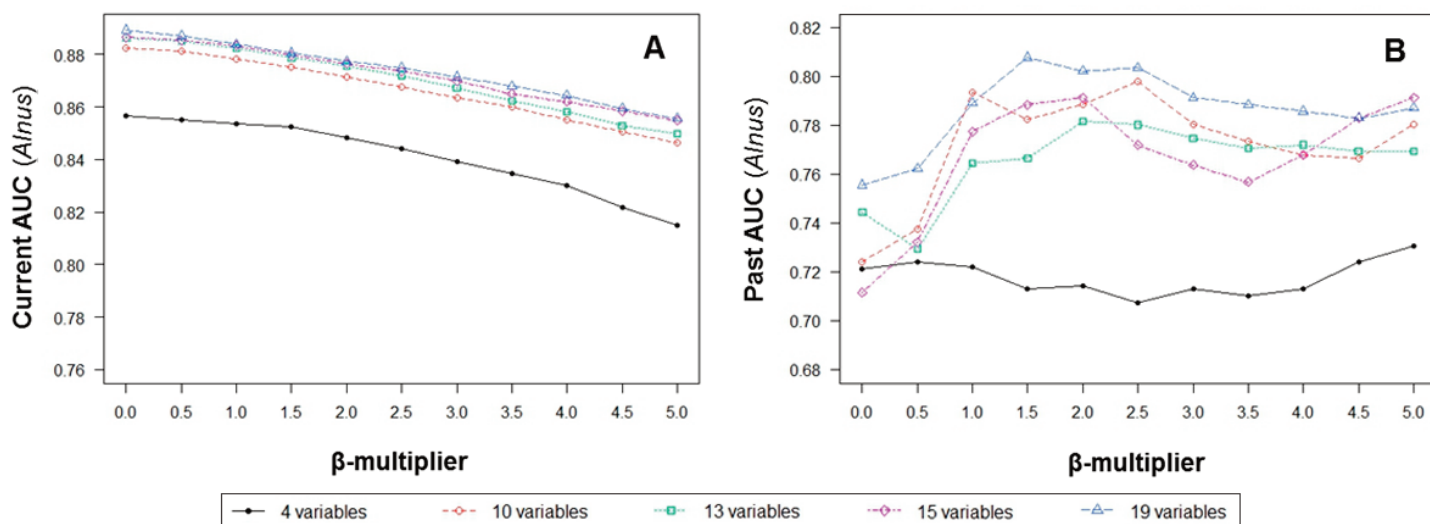 A
Current AUC (Alnus)
0.88
0.86
0.84
0.82
0.80
0.78
0.76
0.0 0.5 1.0 1.5 2.0 2.5 3.0 3.5 4.0 4.5 5.0
β-multiplier
B
Past AUC (Alnus)
0.82
0.80
0.78
0.76
0.74
0.72
0.70
0.68
0.0 0.5 1.0 1.5 2.0 2.5 3.0 3.5 4.0 4.5 5.0
β-multiplier
4 variables 10 variables 13 variables 15 variables 19 variables